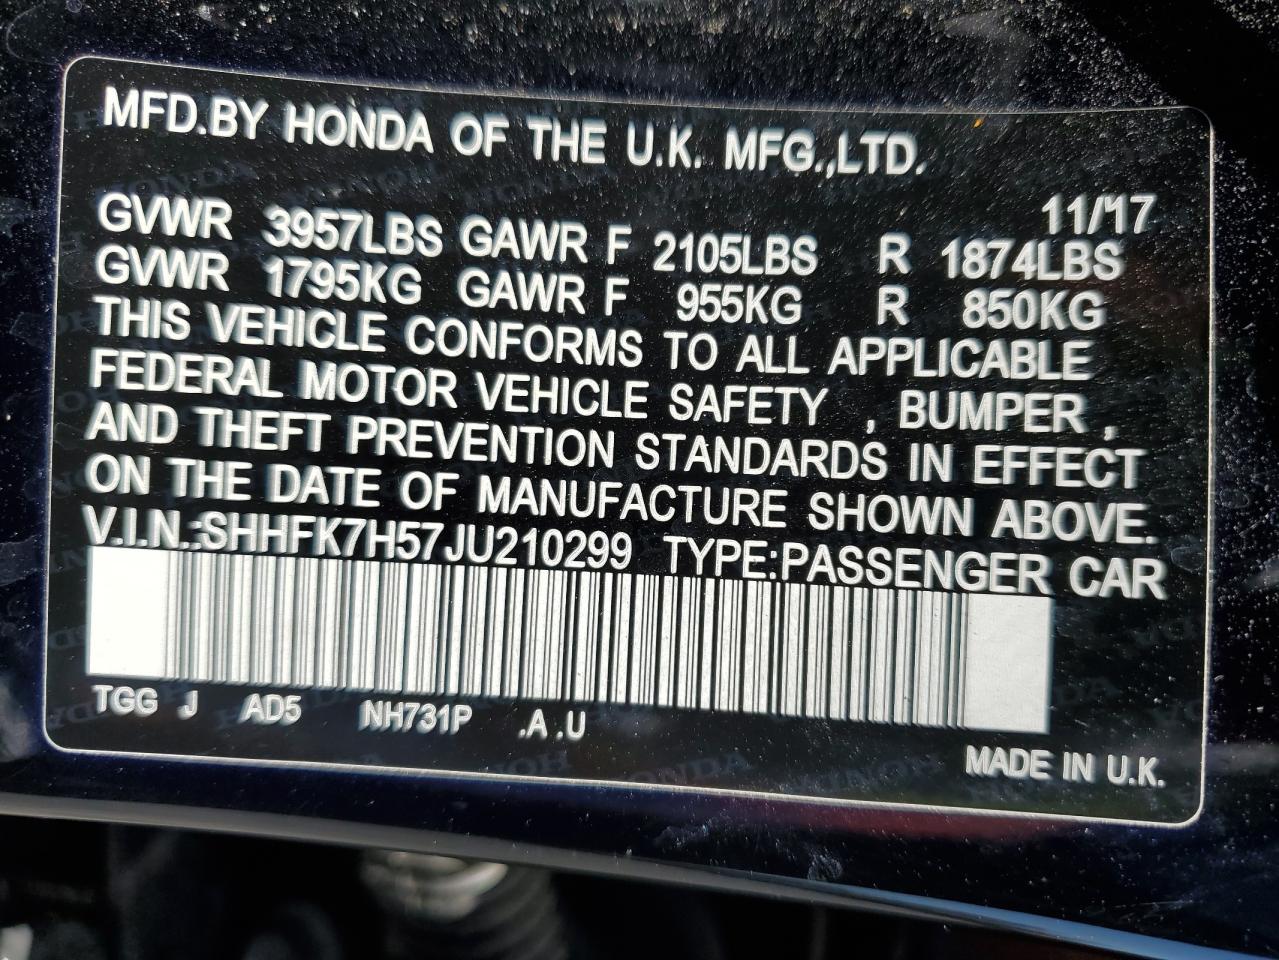 MFD.BY HONDA OF THE U.K. MFG.,LTD.
11/'17
GVWR 3957LBS GAWR F 2105LBS R 1874LBS
GVWR 1795KG GAWR F 955KG R 850KG
THIS VEHICLE CONFORMS TO ALL APPLICABLE
FEDERAL MOTOR VEHICLE SAFETY , BUMPER ,
AND THEFT PREVENTION STANDARDS IN EFFECT
ON THE DATE OF MANUFACTURE SHOWN ABOVE.
V.I.N.:SHHFK7H57JU210299 TYPE:PASSENGER CAR
TGG J AD5 NH731P .A .U
MADE IN U.K.